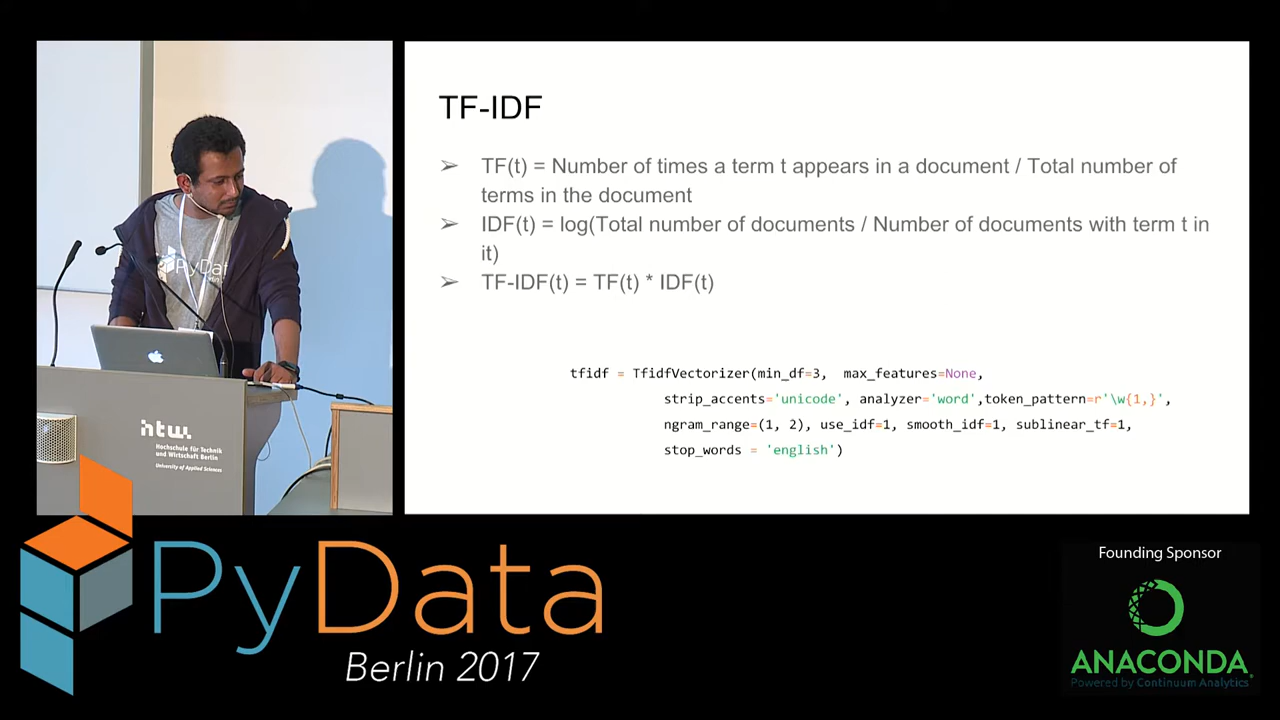 TF-IDF
➢ TF(t) = Number of times a term t appears in a document / Total number of
terms in the document
➢ IDF(t) = log(Total number of documents / Number of documents with term t in
it)
➢ TF-IDF(t) = TF(t) * IDF(t)
tfidf = TfidfVectorizer(min_df=3, max_features=None,
strip_accents='unicode', analyzer='word',token_pattern=r'\w{1,}',
ngram_range=(1, 2), use_idf=1, smooth_idf=1, sublinear_tf=1,
stop_words = 'english')
PyData
htw
Hochschule für Technik
und Wirtschaft Berlin
University of Applied Sciences
PyData
Berlin 2017
Founding Sponsor
ANACONDA
Powered by Continuum Analytics